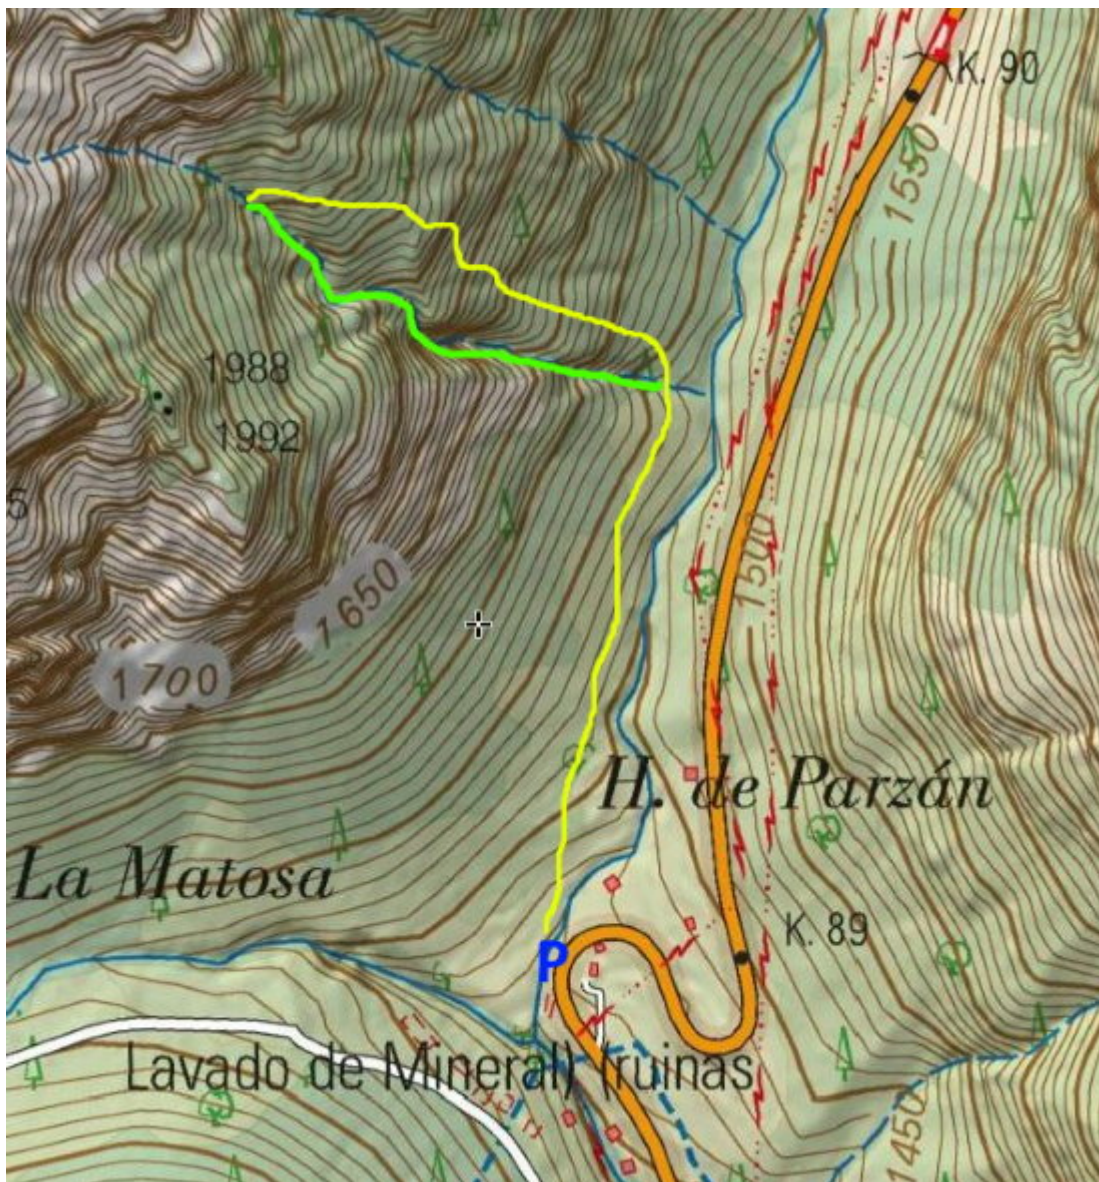 K. 90
1550
1988
1992
5
1500
1650
1700
H. de Parzán
La Matosa
K. 89
P
Lavado de Mineral) (ruinas
1450